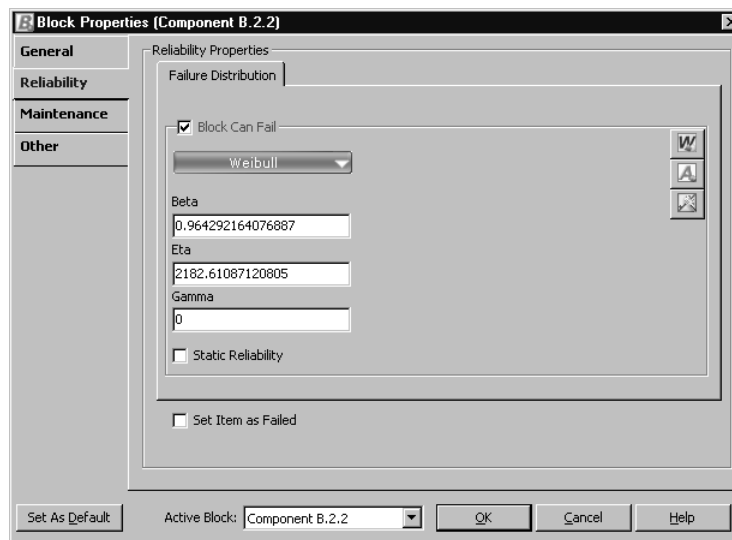 Block Properties (Component B.2.2)
General
Reliability
Maintenance
Other
Reliability Properties
Failure Distribution
Block Can Fail
Weibull
Beta
0.964292164076887
Eta
2182.61087120805
Gamma
0
Static Reliability
Set Item as Failed
Set As Default
Active Block: Component B.2.2
OK
Cancel
Help